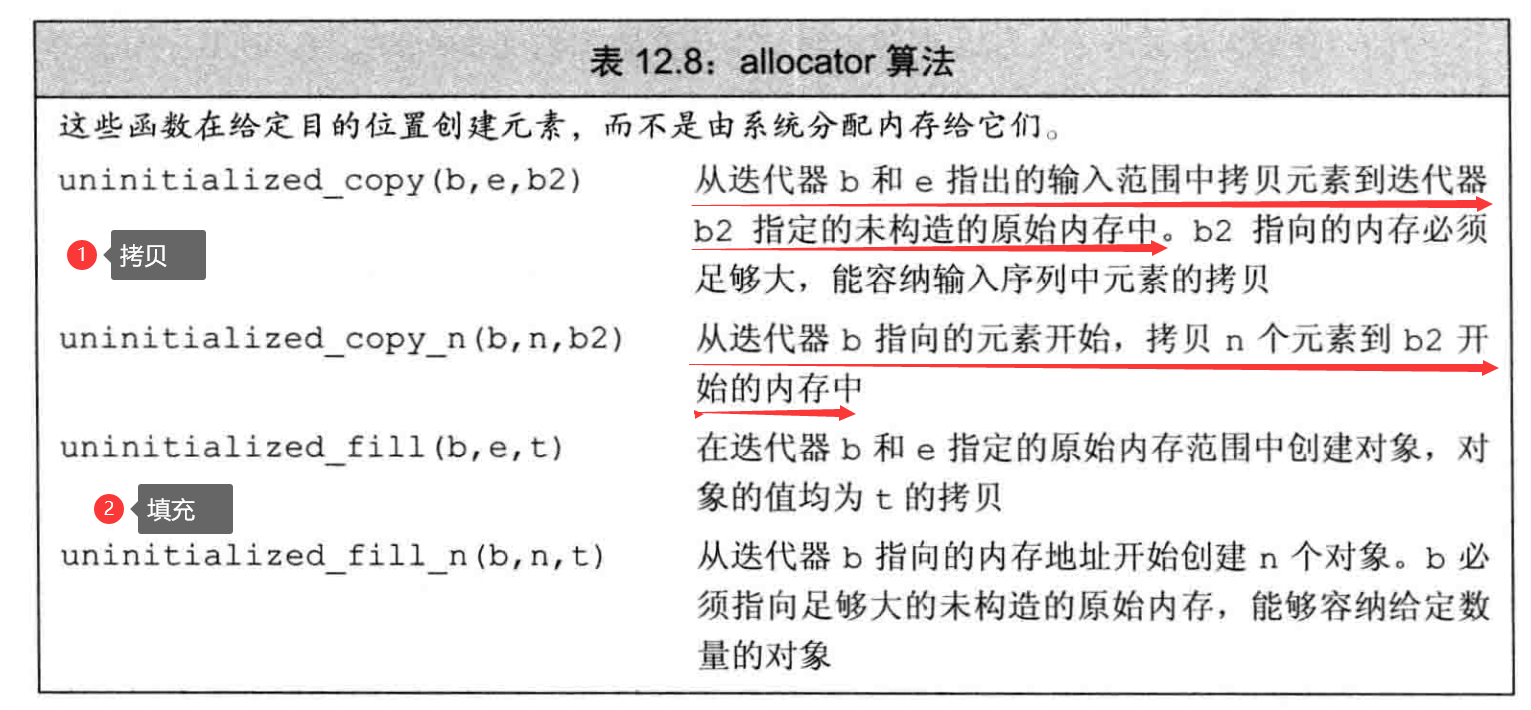 表 12.8：allocator 算法
这些函数在给定目的位置创建元素，而不是由系统分配内存给它们。
uninitialized_copy(b,e,b2)
从迭代器 b 和 e 指出的输入范围中拷贝元素到迭代器
b2 指定的未构造的原始内存中。b2 指向的内存必须
足够大，能容纳输入序列中元素的拷贝
1 拷贝
uninitialized_copy_n(b,n,b2)
从迭代器 b 指向的元素开始，拷贝 n 个元素到 b2 开
始的内存中
uninitialized_fill(b,e,t)
在迭代器 b 和 e 指定的原始内存范围中创建对象，对
象的值均为 t 的拷贝
2 填充
uninitialized_fill_n(b,n,t)
从迭代器 b 指向的内存地址开始创建 n 个对象。b 必
须指向足够大的未构造的原始内存，能够容纳给定数
量的对象